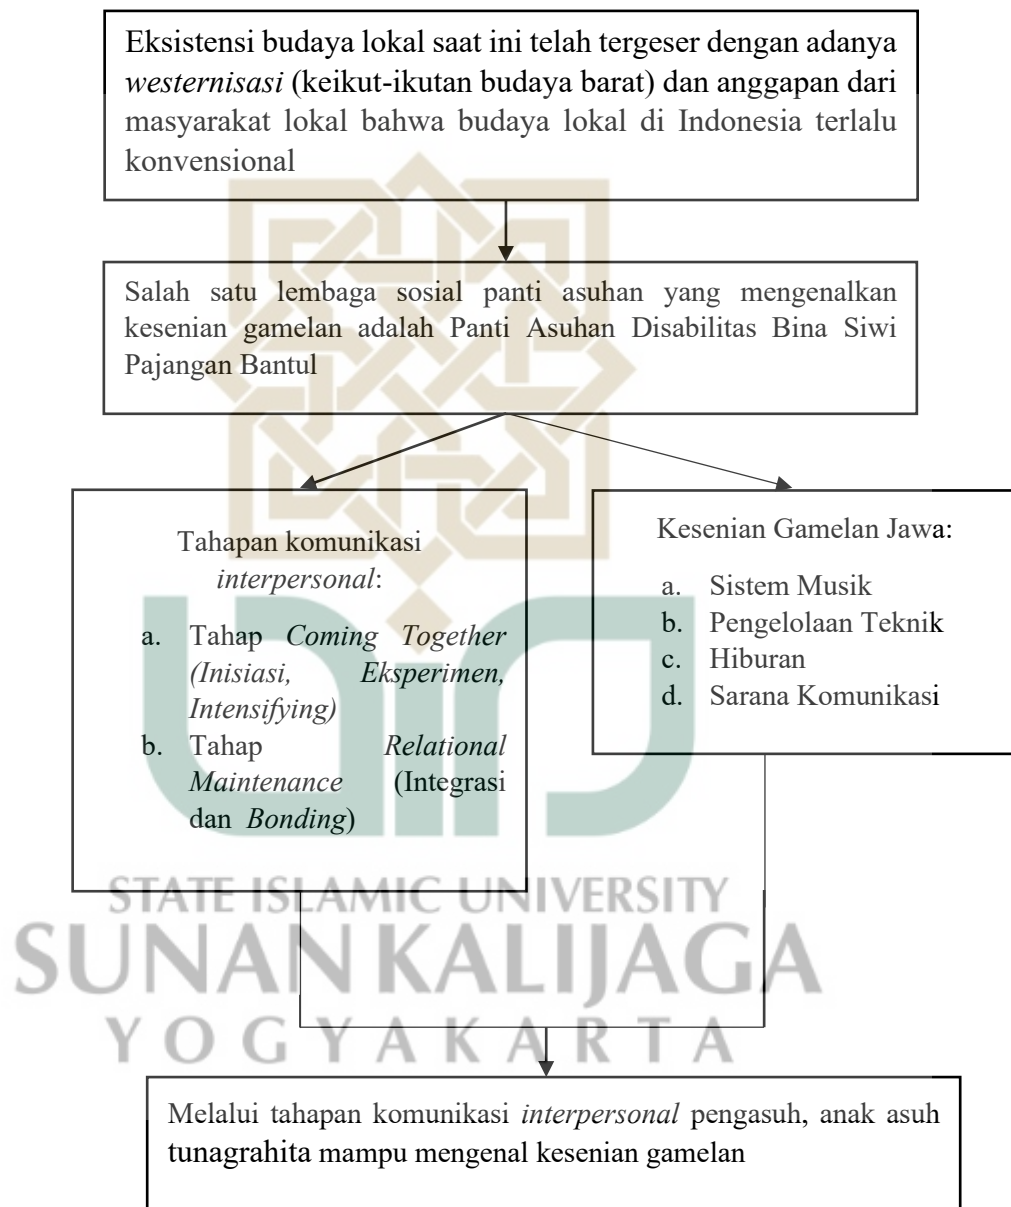 Eksistensi budaya lokal saat ini telah tergeser dengan adanya
westernisasi (keikut-ikutan budaya barat) dan anggapan dari
masyarakat lokal bahwa budaya lokal di Indonesia terlalu
konvensional
Salah satu lembaga sosial panti asuhan yang mengenalkan
kesenian gamelan adalah Panti Asuhan Disabilitas Bina Siwi
Pajangan Bantul
Tahapan komunikasi
interpersonal:
a. Tahap Coming Together
(Inisiasi, Eksperimen,
Intensifying)
b. Tahap Relational
Maintenance (Integrasi
dan Bonding)
Kesenian Gamelan Jawa:
a. Sistem Musik
b. Pengelolaan Teknik
c. Hiburan
d. Sarana Komunikasi
STATE ISLAMIC UNIVERSITY
SUNAN KALIJAGA
YOGYAKARTA
Melalui tahapan komunikasi interpersonal pengasuh, anak asuh
tunagrahita mampu mengenal kesenian gamelan